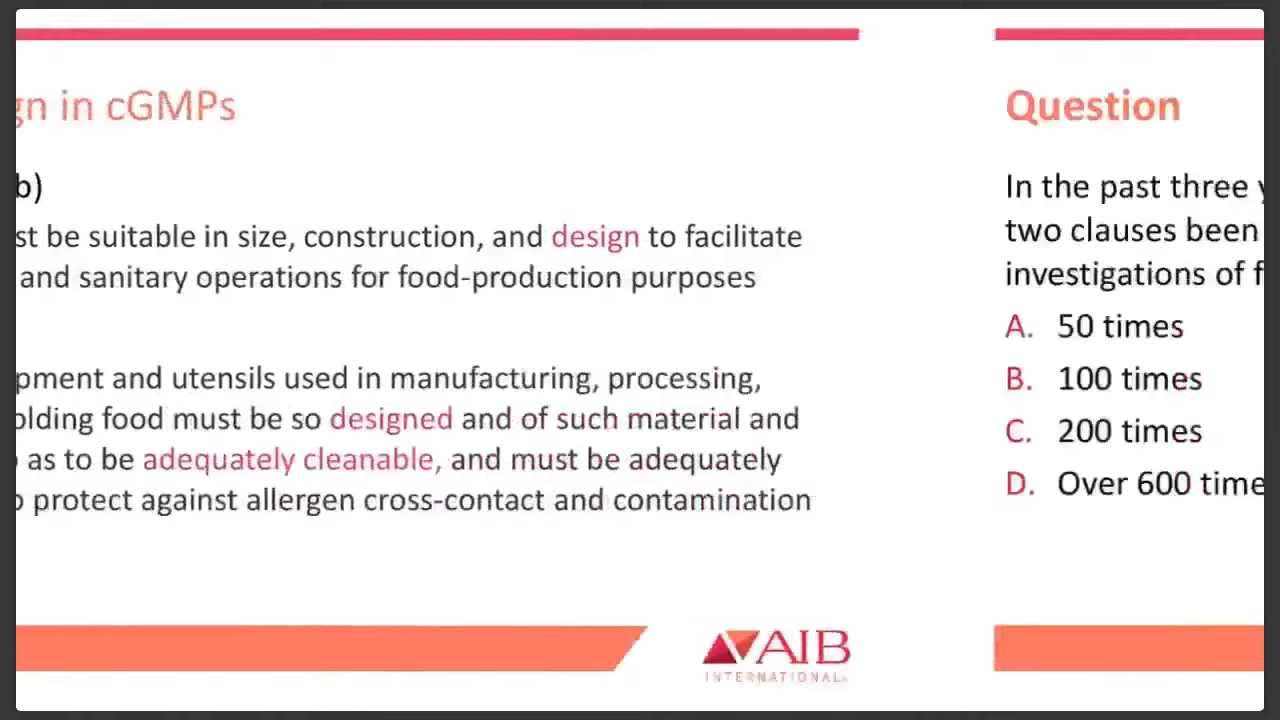 gn in cGMPs
b)
st be suitable in size, construction, and design to facilitate
and sanitary operations for food-production purposes
pment and utensils used in manufacturing, processing,
olding food must be so designed and of such material and
as to be adequately cleanable, and must be adequately
protect against allergen cross-contact and contamination
AIB
INTERNATIONAL
Question
In the past three
two clauses been
investigations of f
A. 50 times
B. 100 times
C. 200 times
D. Over 600 time